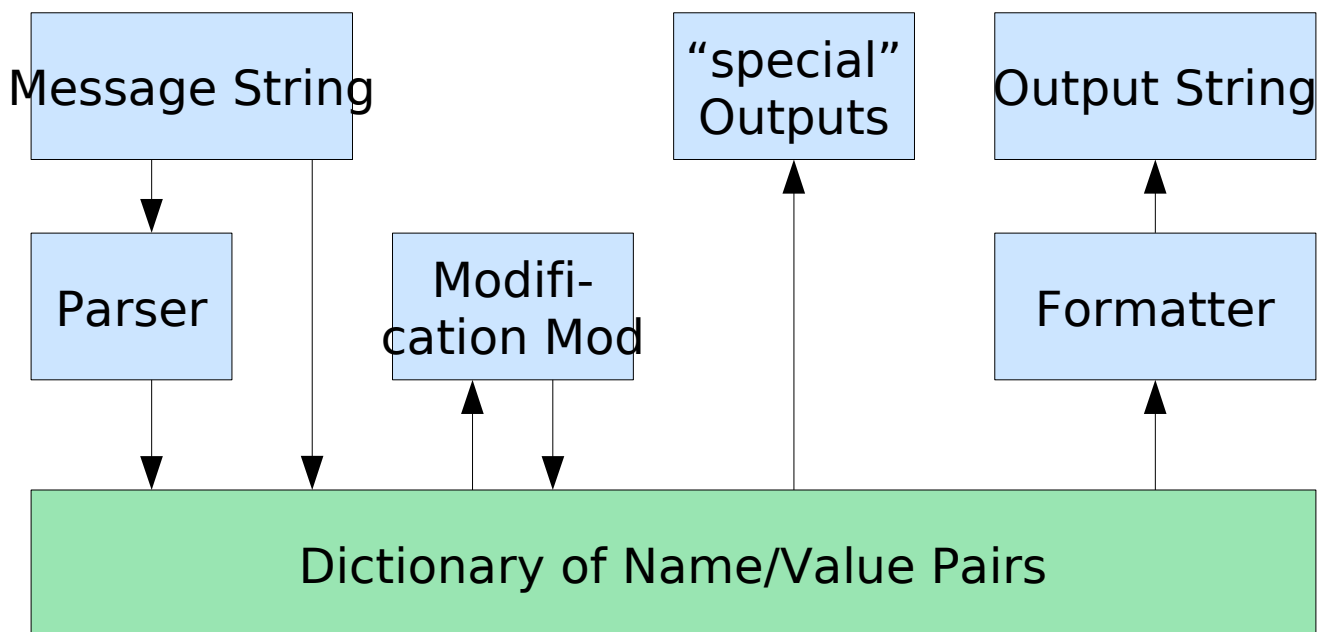 Message String
“special”
Outputs
Output String
Parser
Modifi-
cation Mod
Formatter
Dictionary of Name/Value Pairs